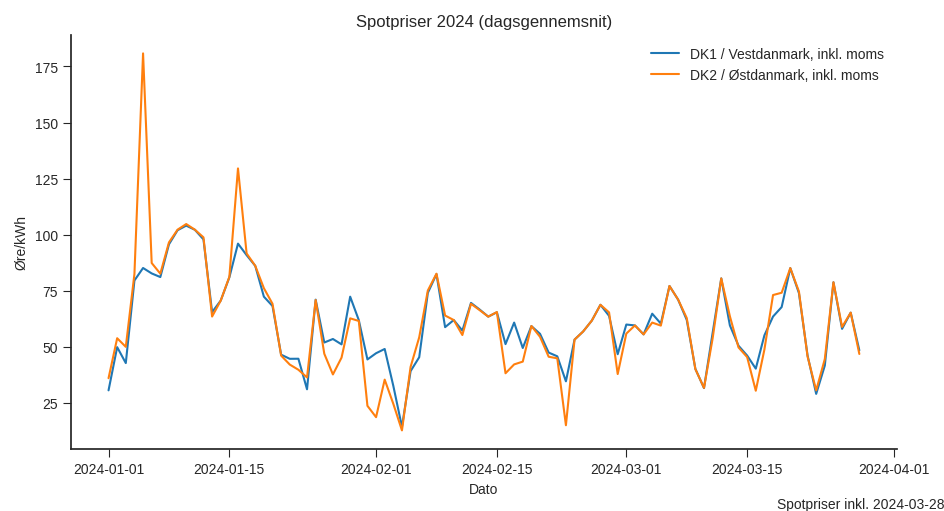 Spotpriser 2024 (dagsgennemsnit)
DK1 / Vestdanmark, inkl. moms
DK2 / Østdanmark, inkl. moms
Øre/kWh
175
150
125
100
75
50
25
2024-01-01
2024-01-15
2024-02-01
2024-02-15
2024-03-01
2024-03-15
2024-04-01
Dato
Spotpriser inkl. 2024-03-28